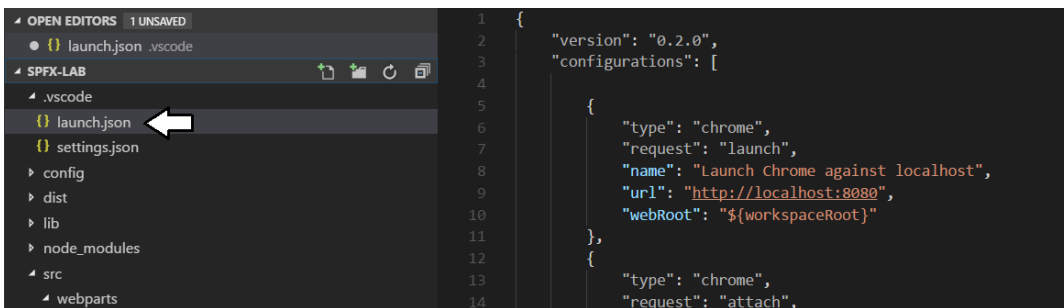 OPEN EDITORS 1 UNSAVED
{} launch.json .vscode
SPFX-LAB
.vscode
{} launch.json
{} settings.json
config
dist
lib
node_modules
src
webparts
1 {
2 "version": "0.2.0",
3 "configurations": [
4
5 {
6 "type": "chrome",
7 "request": "launch",
8 "name": "Launch Chrome against localhost",
9 "url": "http://localhost:8080",
10 "webRoot": "${workspaceRoot}"
11 },
12 {
13 "type": "chrome",
14 "request": "attach",